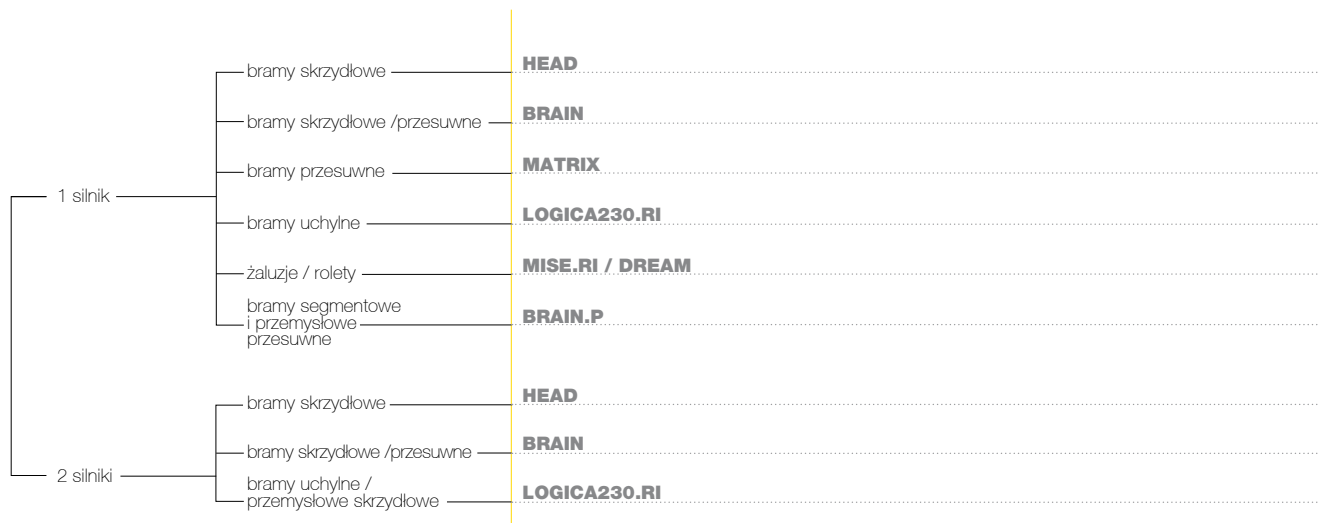 bramy skrzydłowe HEAD
bramy skrzydłowe /przesuwne BRAIN
bramy przesuwne MATRIX
1 silnik
bramy uchylne LOGICA230.RI
żaluzje / rolety MISE.RI / DREAM
bramy segmentowe
i przemysłowe BRAIN.P
przesuwne
bramy skrzydłowe HEAD
bramy skrzydłowe /przesuwne BRAIN
2 silniki
bramy uchylne /
przemysłowe skrzydłowe LOGICA230.RI